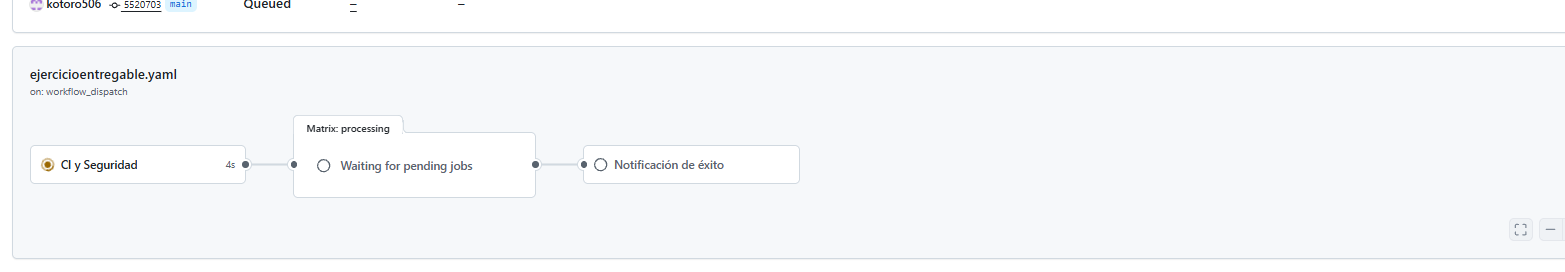 kotoro506 5520703 main Queued – –
ejercicioentregable.yaml
on: workflow_dispatch
Matrix: processing
CI y Seguridad 4s
Waiting for pending jobs
Notificación de éxito